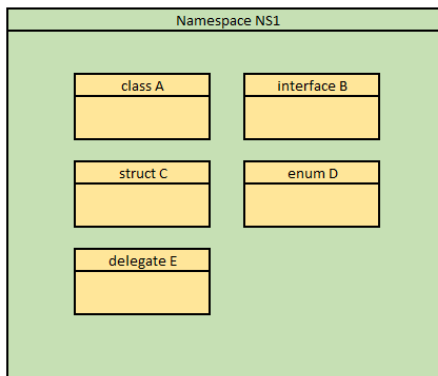 Namespace NS1
class A
interface B
struct C
enum D
delegate E